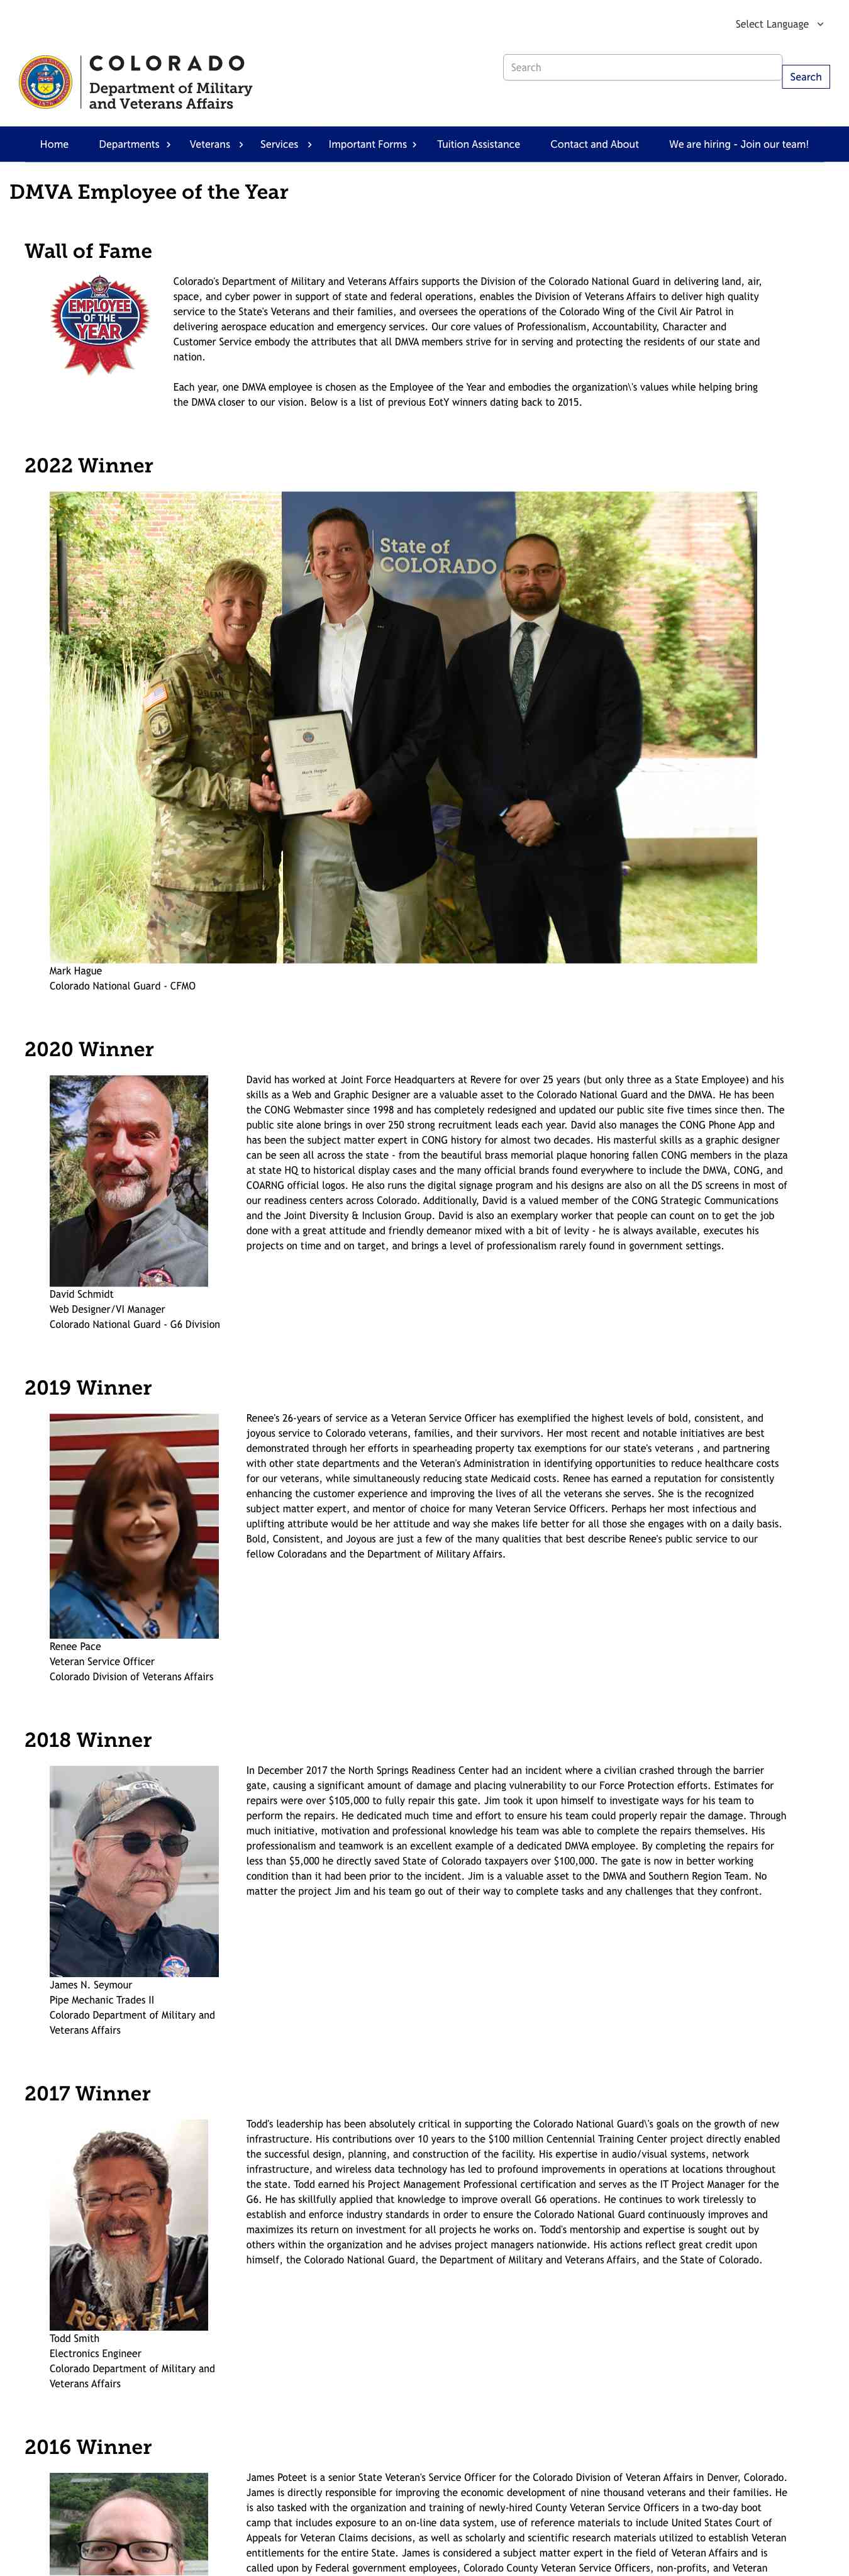 Select Language
COLORADO
Department of Military
and Veterans Affairs
Search
Search
Home Departments Veterans Services Important Forms Tuition Assistance Contact and About We are hiring - Join our team!
DMVA Employee of the Year
Wall of Fame
EMPLOYEE
OF THE
YEAR
Colorado's Department of Military and Veterans Affairs supports the Division of the Colorado National Guard in delivering land, air,
space, and cyber power in support of state and federal operations, enables the Division of Veterans Affairs to deliver high quality
service to the State's Veterans and their families, and oversees the operations of the Colorado Wing of the Civil Air Patrol in
delivering aerospace education and emergency services. Our core values of Professionalism, Accountability, Character and
Customer Service embody the attributes that all DMVA members strive for in serving and protecting the residents of our state and
nation.
Each year, one DMVA employee is chosen as the Employee of the Year and embodies the organization\'s values while helping bring
the DMVA closer to our vision. Below is a list of previous EotY winners dating back to 2015.
2022 Winner
State of
COLORADO
Mark Hague
Mark Hague
Colorado National Guard - CFMO
2020 Winner
David has worked at Joint Force Headquarters at Revere for over 25 years (but only three as a State Employee) and his
skills as a Web and Graphic Designer are a valuable asset to the Colorado National Guard and the DMVA. He has been
the CONG Webmaster since 1998 and has completely redesigned and updated our public site five times since then. The
public site alone brings in over 250 strong recruitment leads each year. David also manages the CONG Phone App and
has been the subject matter expert in CONG history for almost two decades. His masterful skills as a graphic designer
can be seen all across the state - from the beautiful brass memorial plaque honoring fallen CONG members in the plaza
at state HQ to historical display cases and the many official brands found everywhere to include the DMVA, CONG, and
COARNG official logos. He also runs the digital signage program and his designs are also on all the DS screens in most of
our readiness centers across Colorado. Additionally, David is a valued member of the CONG Strategic Communications
and the Joint Diversity & Inclusion Group. David is also an exemplary worker that people can count on to get the job
done with a great attitude and friendly demeanor mixed with a bit of levity - he is always available, executes his
projects on time and on target, and brings a level of professionalism rarely found in government settings.
David Schmidt
Web Designer/VI Manager
Colorado National Guard - G6 Division
2019 Winner
Renee's 26-years of service as a Veteran Service Officer has exemplified the highest levels of bold, consistent, and
joyous service to Colorado veterans, families, and their survivors. Her most recent and notable initiatives are best
demonstrated through her efforts in spearheading property tax exemptions for our state's veterans , and partnering
with other state departments and the Veteran's Administration in identifying opportunities to reduce healthcare costs
for our veterans, while simultaneously reducing state Medicaid costs. Renee has earned a reputation for consistently
enhancing the customer experience and improving the lives of all the veterans she serves. She is the recognized
subject matter expert, and mentor of choice for many Veteran Service Officers. Perhaps her most infectious and
uplifting attribute would be her attitude and way she makes life better for all those she engages with on a daily basis.
Bold, Consistent, and Joyous are just a few of the many qualities that best describe Renee's public service to our
fellow Coloradans and the Department of Military Affairs.
Renee Pace
Veteran Service Officer
Colorado Division of Veterans Affairs
2018 Winner
In December 2017 the North Springs Readiness Center had an incident where a civilian crashed through the barrier
gate, causing a significant amount of damage and placing vulnerability to our Force Protection efforts. Estimates for
repairs were over $105,000 to fully repair this gate. Jim took it upon himself to investigate ways for his team to
perform the repairs. He dedicated much time and effort to ensure his team could properly repair the damage. Through
much initiative, motivation and professional knowledge his team was able to complete the repairs themselves. His
professionalism and teamwork is an excellent example of a dedicated DMVA employee. By completing the repairs for
less than $5,000 he directly saved State of Colorado taxpayers over $100,000. The gate is now in better working
condition than it had been prior to the incident. Jim is a valuable asset to the DMVA and Southern Region Team. No
matter the project Jim and his team go out of their way to complete tasks and any challenges that they confront.
James N. Seymour
Pipe Mechanic Trades II
Colorado Department of Military and
Veterans Affairs
2017 Winner
Todd's leadership has been absolutely critical in supporting the Colorado National Guard\'s goals on the growth of new
infrastructure. His contributions over 10 years to the $100 million Centennial Training Center project directly enabled
the successful design, planning, and construction of the facility. His expertise in audio/visual systems, network
infrastructure, and wireless data technology has led to profound improvements in operations at locations throughout
the state. Todd earned his Project Management Professional certification and serves as the IT Project Manager for the
G6. He has skillfully applied that knowledge to improve overall G6 operations. He continues to work tirelessly to
establish and enforce industry standards in order to ensure the Colorado National Guard continuously improves and
maximizes its return on investment for all projects he works on. Todd's mentorship and expertise is sought out by
others within the organization and he advises project managers nationwide. His actions reflect great credit upon
himself, the Colorado National Guard, the Department of Military and Veterans Affairs, and the State of Colorado.
Todd Smith
Electronics Engineer
Colorado Department of Military and
Veterans Affairs
2016 Winner
James Poteet is a senior State Veteran's Service Officer for the Colorado Division of Veteran Affairs in Denver, Colorado.
James is directly responsible for improving the economic development of nine thousand veterans and their families. He
is also tasked with the organization and training of newly-hired County Veteran Service Officers in a two-day boot
camp that includes exposure to an on-line data system, use of reference materials to include United States Court of
Appeals for Veteran Claims decisions, as well as scholarly and scientific research materials utilized to establish Veteran
entitlements for the entire State. James is considered a subject matter expert in the field of Veteran Affairs and is
called upon by Federal government employees, Colorado County Veteran Service Officers, non-profits, and Veteran